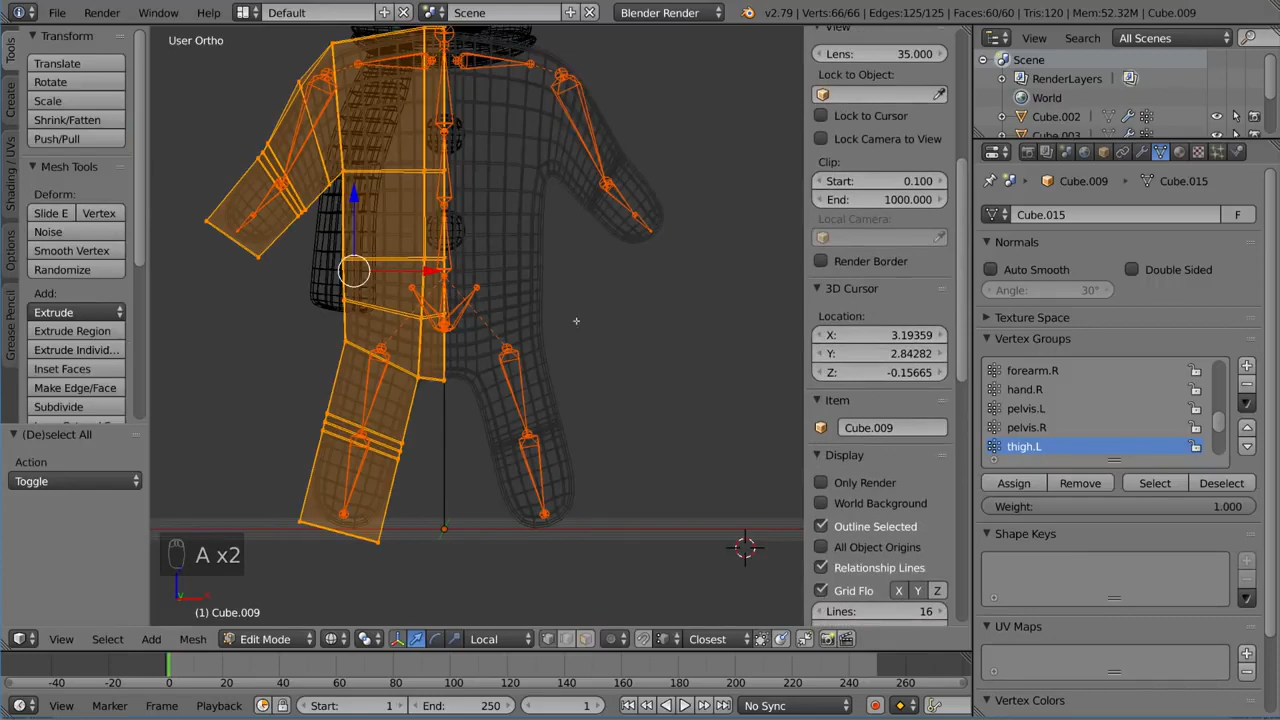 File Render Window Help Default Scene Blender Render v2.79 | Verts:66/66 | Edges:125/125 | Faces:60/60 | Tris:120 | Mem:52.32M | Cube.009
Tools
Create
Shading / UVs
Options
Grease Pencil
Transform
Translate
Rotate
Scale
Shrink/Fatten
Push/Pull
Mesh Tools
Deform:
Slide E Vertex
Noise
Smooth Vertex
Randomize
Add:
Extrude
Extrude Region
Extrude Individ...
Inset Faces
Make Edge/Face
Subdivide
(De)select All
Action
Toggle
User Ortho
A x2
(1) Cube.009
View
Lens: 35.000
Lock to Object:
Lock to Cursor
Lock Camera to View
Clip:
Start: 0.100
End: 1000.000
Local Camera:
Render Border
3D Cursor
Location:
X: 3.19359
Y: 2.84282
Z: -0.15665
Item
Cube.009
Display
Only Render
World Background
Outline Selected
All Object Origins
Relationship Lines
Grid Flo X Y Z
Lines: 16
View Search All Scenes
Scene
RenderLayers
World
Cube.002
Cube.003
Cube.009 Cube.015
Cube.015 F
Normals
Auto Smooth Double Sided
Angle: 30°
Texture Space
Vertex Groups
forearm.R
hand.R
pelvis.L
pelvis.R
thigh.L
Assign Remove Select Deselect
Weight: 1.000
Shape Keys
UV Maps
Vertex Colors
View Select Add Mesh Edit Mode Local Closest
-40 -20 0 20 40 60 80 100 120 140 160 180 200 220 240 260
View Marker Frame Playback Start: 1 End: 250 1 No Sync